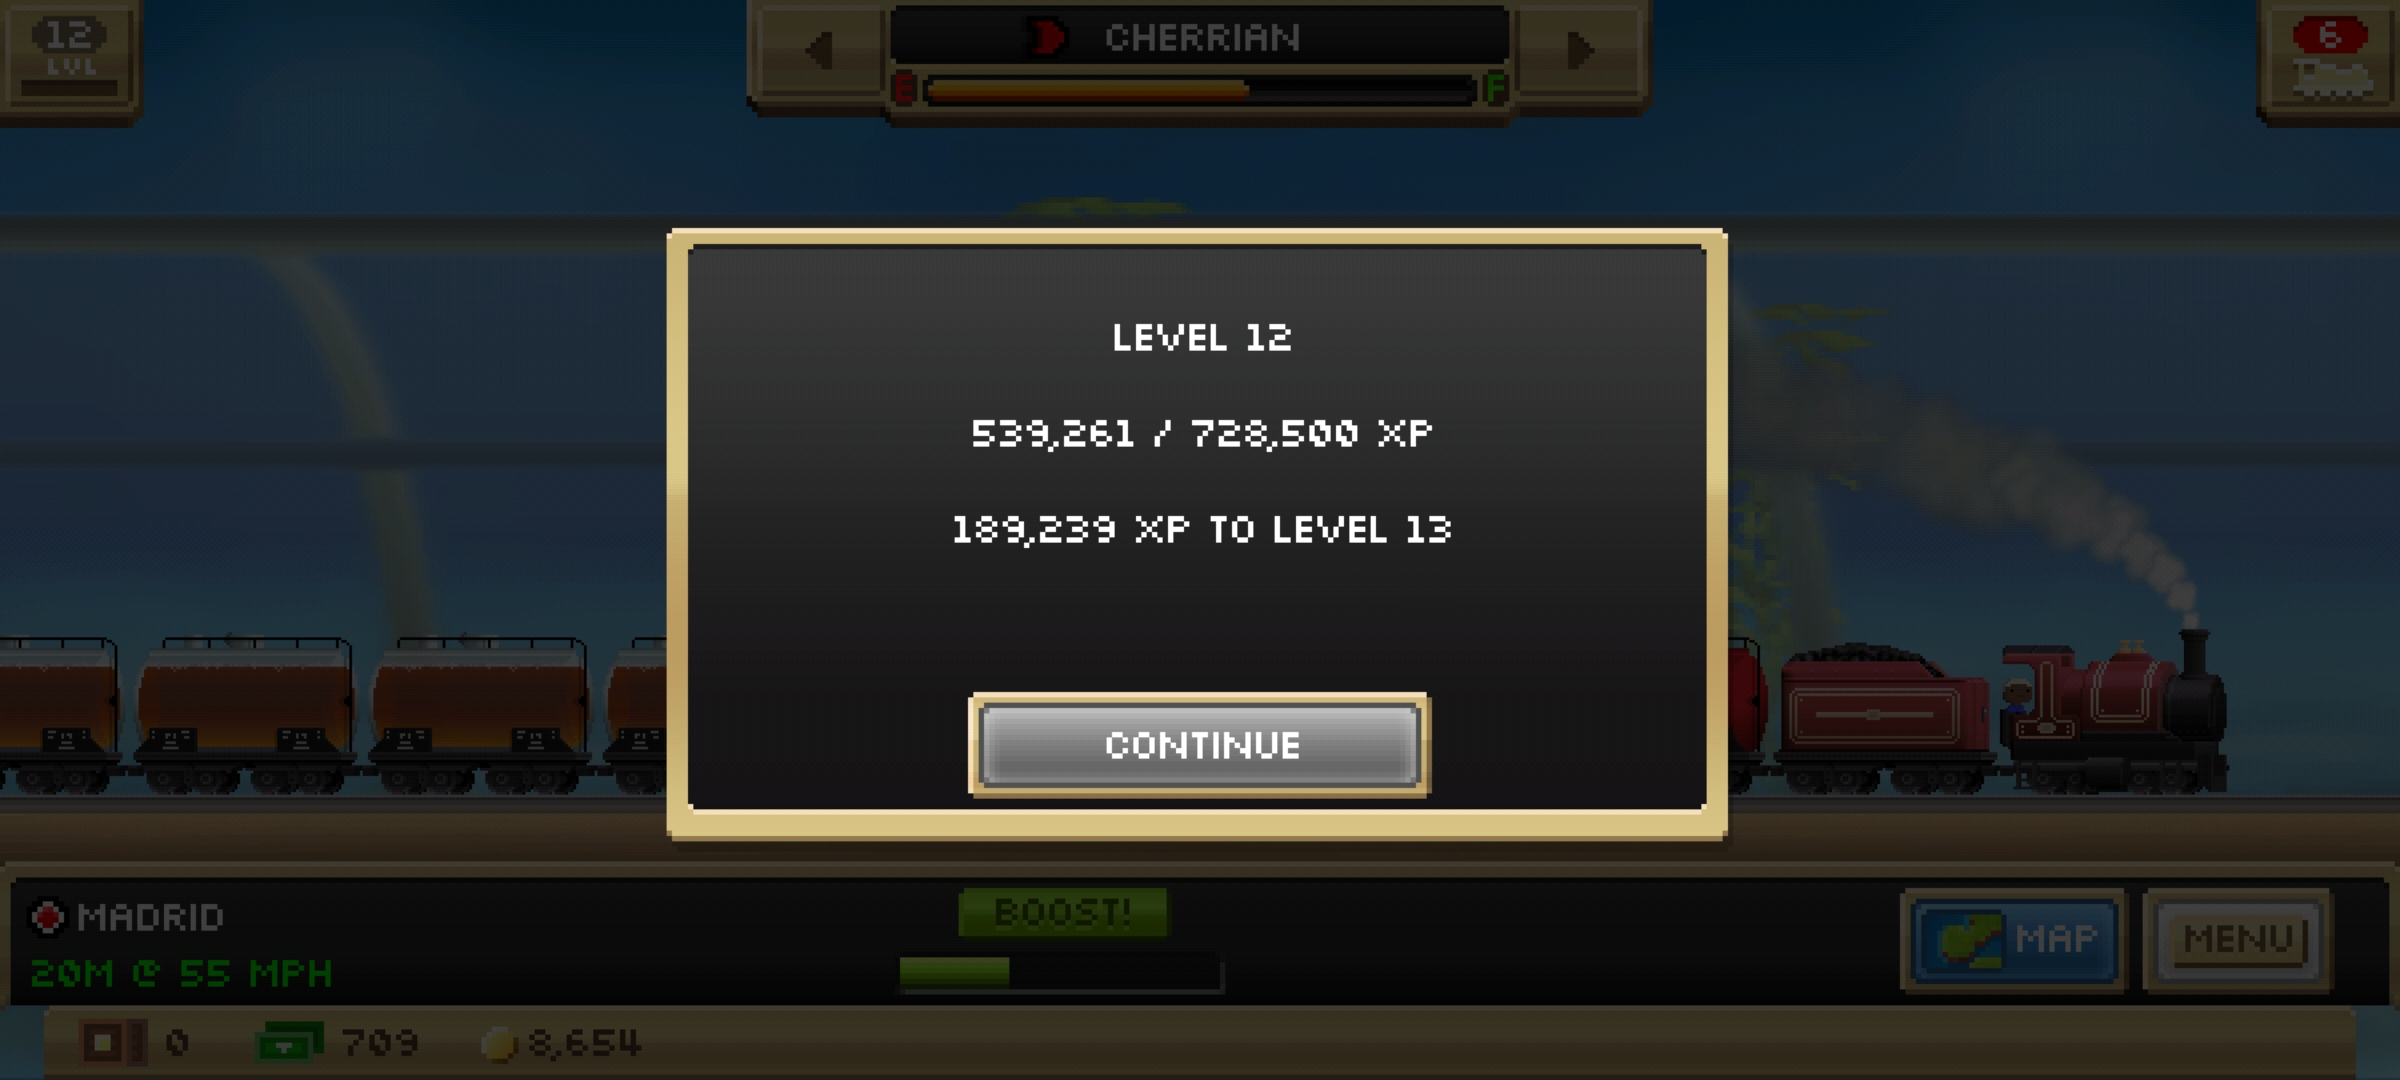 12
LVL
CHERRIAN
E F
6
LEVEL 12
539,261 / 728,500 XP
189,239 XP TO LEVEL 13
CONTINUE
MADRID
20M @ 55 MPH
BOOST!
MAP
MENU
0 709 8,654